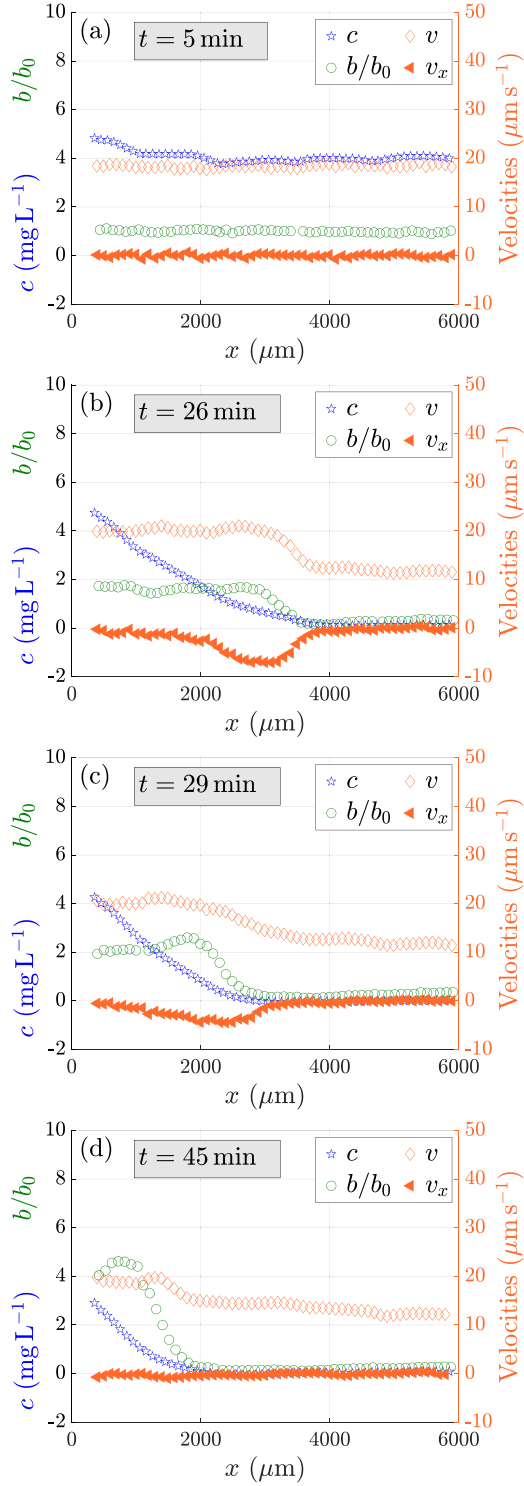 (a) t = 5 min
c v
b/b0 vx
b/b0
c (mg L−1)
Velocities (μm s−1)
10 8 6 4 2 0 -2
50 40 30 20 10 0 -10
0 2000 4000 6000
x (μm)
(b) t = 26 min
c v
b/b0 vx
b/b0
c (mg L−1)
Velocities (μm s−1)
10 8 6 4 2 0 -2
50 40 30 20 10 0 -10
0 2000 4000 6000
x (μm)
(c) t = 29 min
c v
b/b0 vx
b/b0
c (mg L−1)
Velocities (μm s−1)
10 8 6 4 2 0 -2
50 40 30 20 10 0 -10
0 2000 4000 6000
x (μm)
(d) t = 45 min
c v
b/b0 vx
b/b0
c (mg L−1)
Velocities (μm s−1)
10 8 6 4 2 0 -2
50 40 30 20 10 0 -10
0 2000 4000 6000
x (μm)